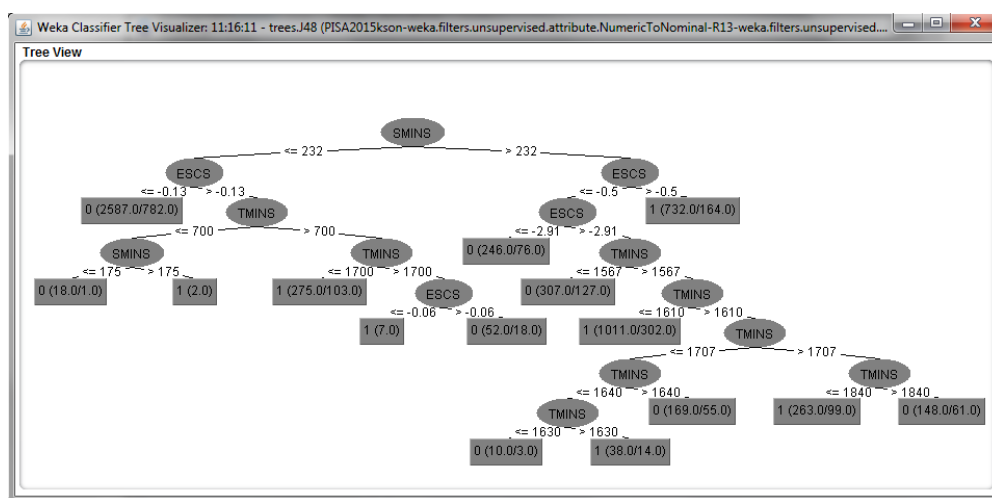 Weka Classifier Tree Visualizer: 11:16:11 - trees.J48 (PISA2015kson-weka.filters.unsupervised.attribute.NumericToNominal-R13-weka.filters.unsupervised....
Tree View
SMINS
<= 232 > 232
ESCS ESCS
<= -0.13 > -0.13 <= -0.5 > -0.5
0 (2587.0/782.0) TMINS ESCS 1 (732.0/164.0)
<= 700 > 700 <= -2.91 > -2.91
SMINS TMINS 0 (246.0/76.0) TMINS
<= 175 > 175 <= 1700 > 1700 <= 1567 > 1567
0 (18.0/1.0) 1 (2.0) 1 (275.0/103.0) ESCS 0 (307.0/127.0) TMINS
<= -0.06 > -0.06 <= 1610 > 1610
1 (7.0) 0 (52.0/18.0) 1 (1011.0/302.0) TMINS
<= 1707 > 1707
TMINS TMINS
<= 1640 > 1640 <= 1840 > 1840
TMINS 0 (169.0/55.0) 1 (263.0/99.0) 0 (148.0/61.0)
<= 1630 > 1630
0 (10.0/3.0) 1 (38.0/14.0)